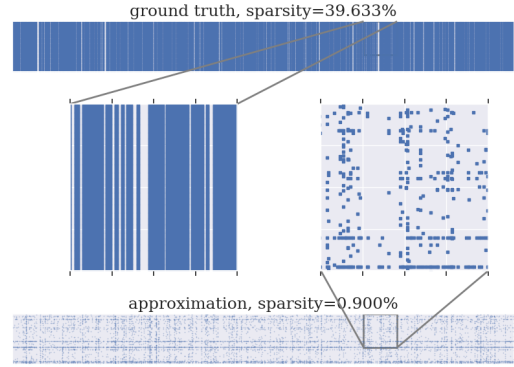 ground truth, sparsity=39.633%
approximation, sparsity=0.900%